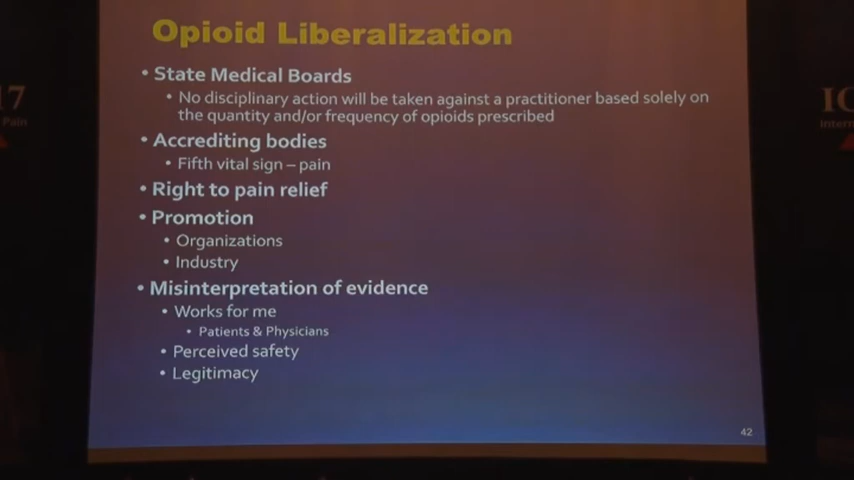 Opioid Liberalization
• State Medical Boards
• No disciplinary action will be taken against a practitioner based solely on
the quantity and/or frequency of opioids prescribed
• Accrediting bodies
• Fifth vital sign – pain
• Right to pain relief
• Promotion
• Organizations
• Industry
• Misinterpretation of evidence
• Works for me
• Patients & Physicians
• Perceived safety
• Legitimacy
42
17
Pain